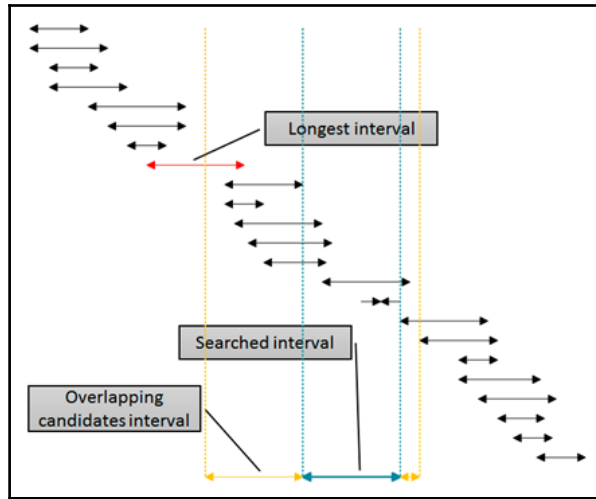 Longest interval
Searched interval
Overlapping
candidates interval